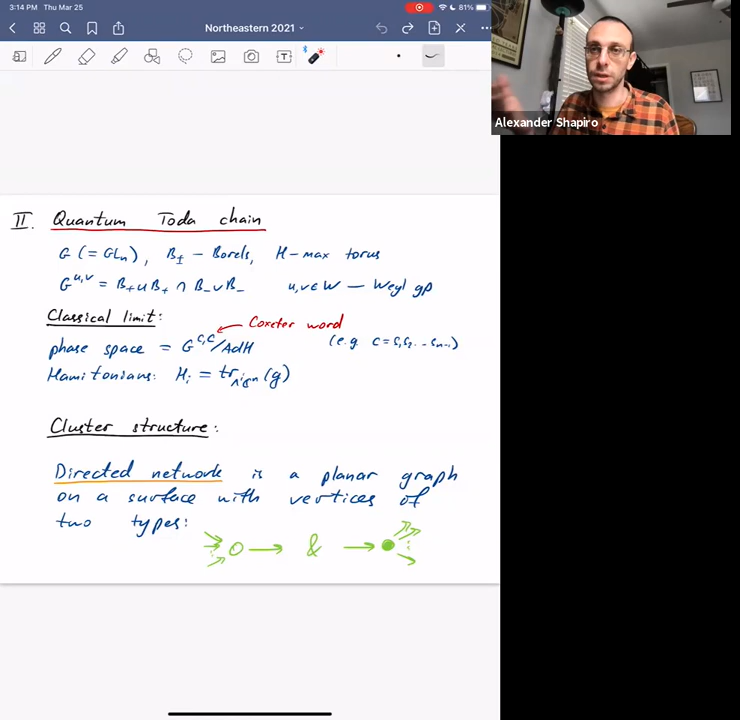 3:14 PM Thu Mar 25
81%
Northeastern 2021
Alexander Shapiro
II. Quantum Toda chain
G (= GLₙ), B± – Borels, H – max torus
G^{u,v} = B₊uB₊ ∩ B₋vB₋ u,v∈W — Weyl gp
Classical limit:
Coxeter word
phase space = G^{c,c}/AdH (e.g. c = s₁s₂...sₙ₋₁)
Hamiltonians: Hᵢ = tr_{ΛⁱCⁿ}(g)
Cluster structure:
Directed network is a planar graph
on a surface with vertices of
two types:
&